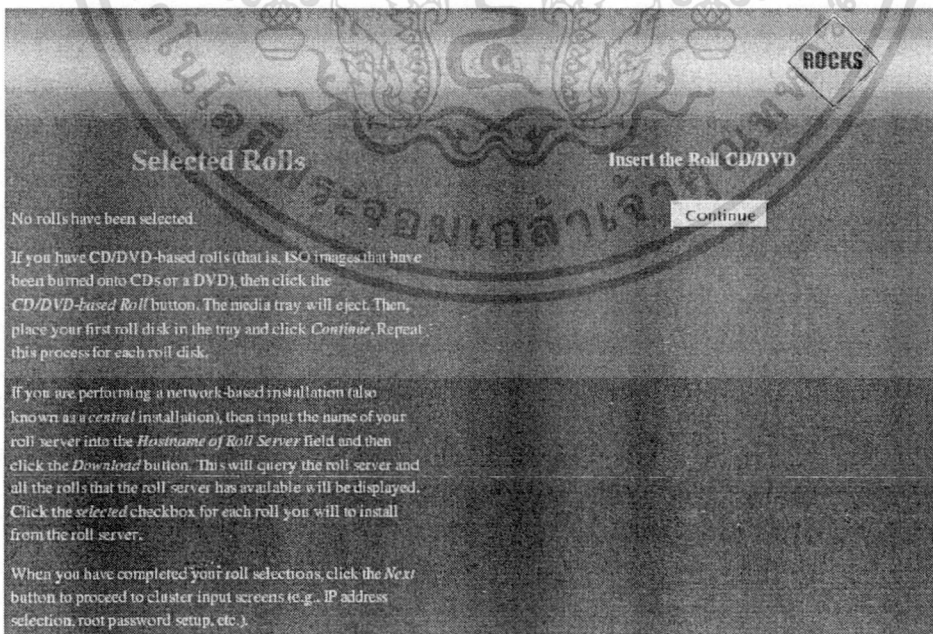 ROCKS
Selected Rolls
No rolls have been selected.
If you have CD/DVD-based rolls (that is, ISO images that have
been burned onto CDs or a DVD), then click the
CD/DVD-based Roll button. The media tray will eject. Then,
place your first roll disk in the tray and click Continue. Repeat
this process for each roll disk.
If you are performing a network-based installation (also
known as a central installation), then input the name of your
roll server into the Hostname of Roll Server field and then
click the Download button. This will query the roll server and
all the rolls that the roll server has available will be displayed.
Click the selected checkbox for each roll you will to install
from the roll server.
When you have completed your roll selections, click the Next
button to proceed to cluster input screens (e.g., IP address
selection, root password setup, etc.).
Insert the Roll CD/DVD
Continue